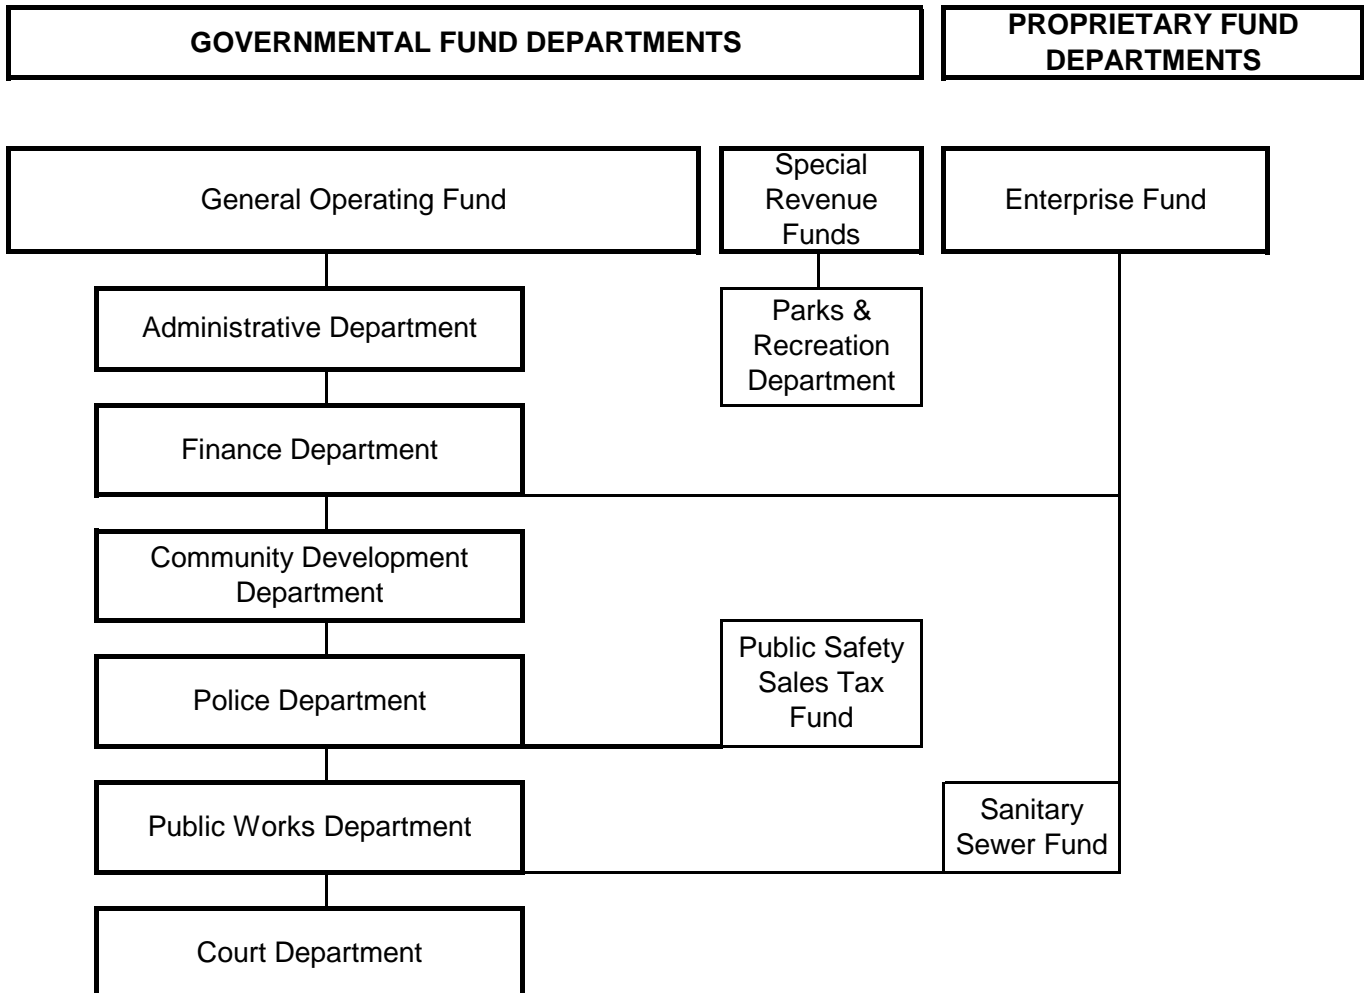 GOVERNMENTAL FUND DEPARTMENTS
PROPRIETARY FUND
DEPARTMENTS
General Operating Fund
Special
Revenue
Funds
Enterprise Fund
Administrative Department
Parks &
Recreation
Department
Finance Department
Community Development
Department
Police Department
Public Safety
Sales Tax
Fund
Public Works Department
Sanitary
Sewer Fund
Court Department